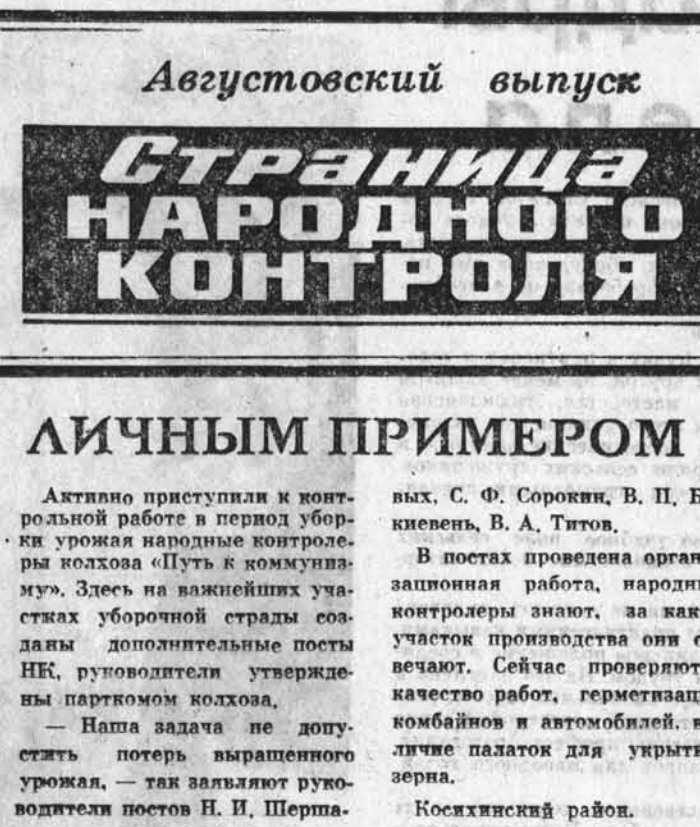 Августовский выпуск
Страница
НАРОДНОГО
КОНТРОЛЯ
ЛИЧНЫМ ПРИМЕРОМ
Активно приступили к конт-
рольной работе в период убор-
ки урожая народные контроле-
ры колхоза «Путь к коммуниз-
му». Здесь на важнейших уча-
стках уборочной страды соз-
даны дополнительные посты
НК, руководители утвержде-
ны парткомом колхоза.
— Наша задача не допу-
стить потерь выращенного
урожая, — так заявляют руко-
водители постов Н. И. Шерша-
вых, С. Ф. Сорокин, В. П. Б
киевень, В. А. Титов.
В постах проведена орган
зационная работа, народн
контролеры знают, за как
участок производства они о
вечают. Сейчас проверяют
качество работ, герметизац
комбайнов и автомобилей, н
личие палаток для укрыт
зерна.
Косихинский район.